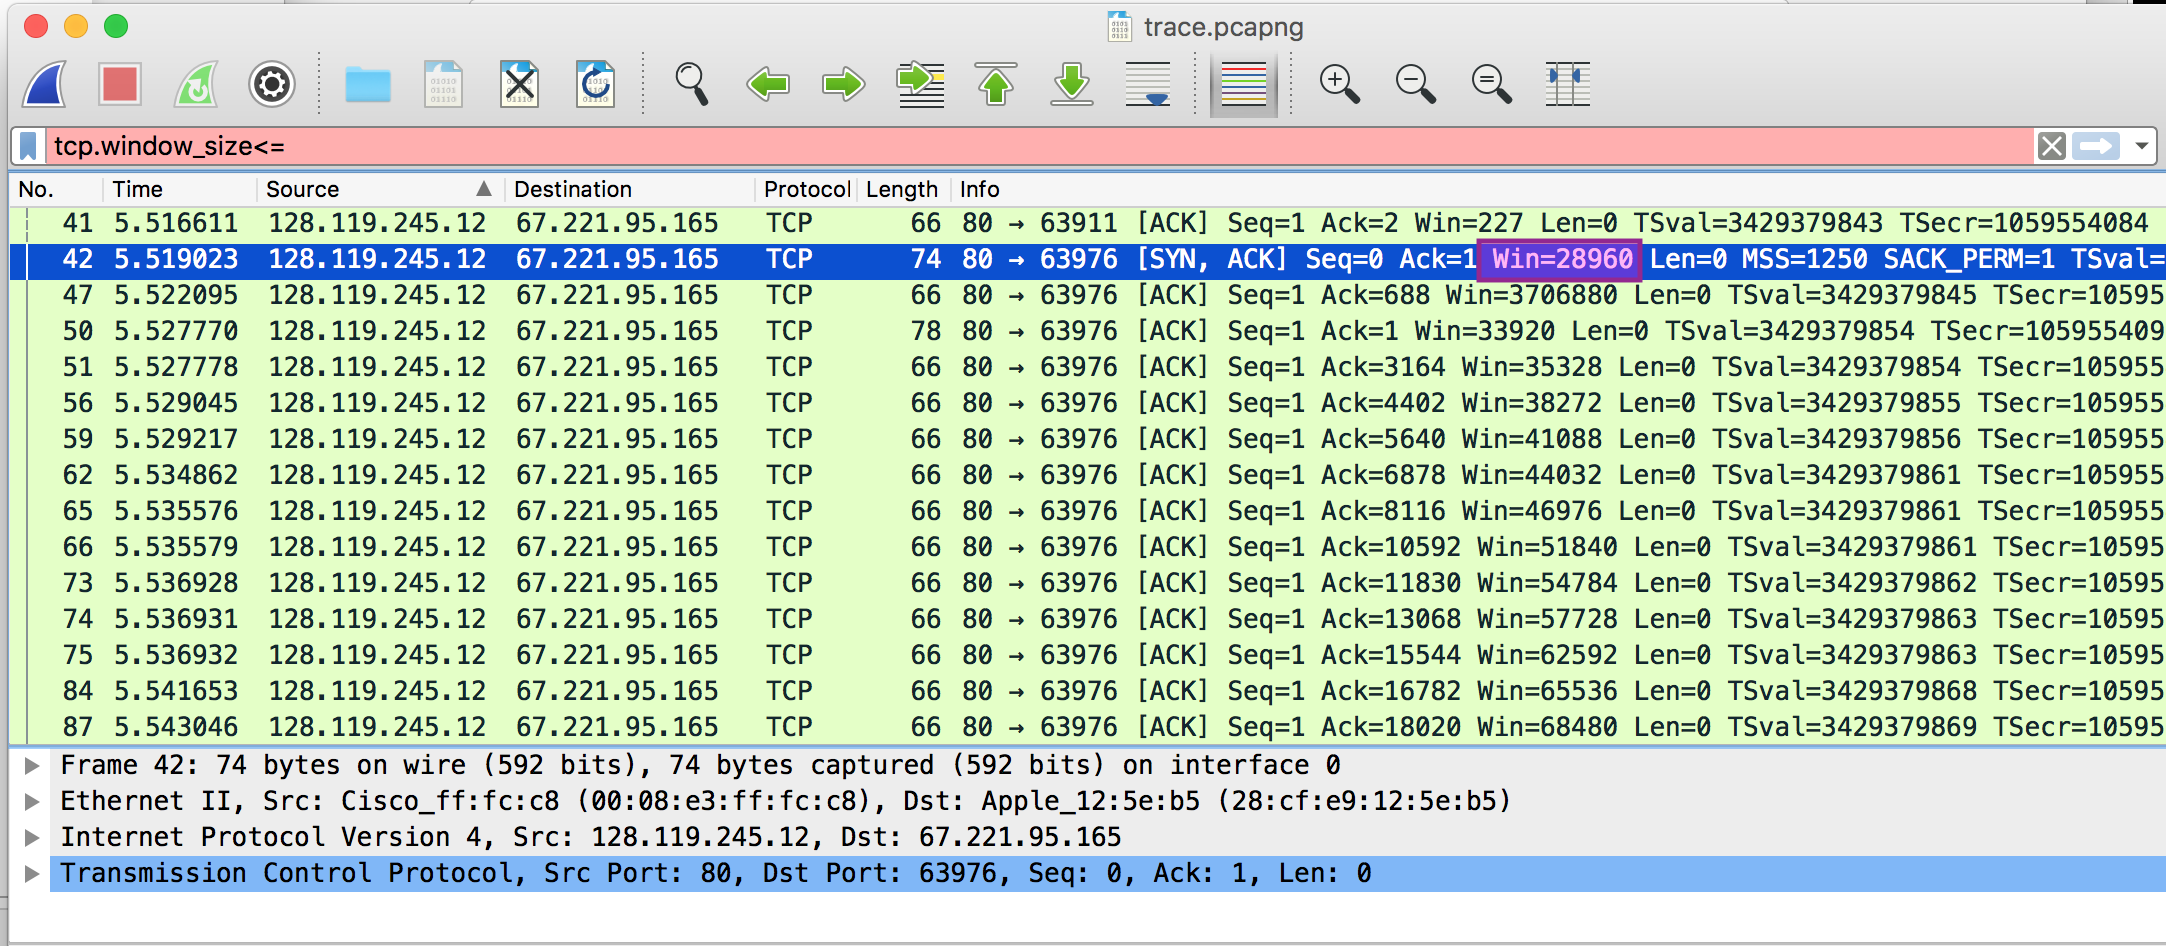 trace.pcapng
tcp.window_size<=
No. Time Source Destination Protocol Length Info
41 5.516611 128.119.245.12 67.221.95.165 TCP 66 80 → 63911 [ACK] Seq=1 Ack=2 Win=227 Len=0 TSval=3429379843 TSecr=1059554084
42 5.519023 128.119.245.12 67.221.95.165 TCP 74 80 → 63976 [SYN, ACK] Seq=0 Ack=1 Win=28960 Len=0 MSS=1250 SACK_PERM=1 TSval=
47 5.522095 128.119.245.12 67.221.95.165 TCP 66 80 → 63976 [ACK] Seq=1 Ack=688 Win=3706880 Len=0 TSval=3429379845 TSecr=10595
50 5.527770 128.119.245.12 67.221.95.165 TCP 78 80 → 63976 [ACK] Seq=1 Ack=1 Win=33920 Len=0 TSval=3429379854 TSecr=105955409
51 5.527778 128.119.245.12 67.221.95.165 TCP 66 80 → 63976 [ACK] Seq=1 Ack=3164 Win=35328 Len=0 TSval=3429379854 TSecr=105955
56 5.529045 128.119.245.12 67.221.95.165 TCP 66 80 → 63976 [ACK] Seq=1 Ack=4402 Win=38272 Len=0 TSval=3429379855 TSecr=105955
59 5.529217 128.119.245.12 67.221.95.165 TCP 66 80 → 63976 [ACK] Seq=1 Ack=5640 Win=41088 Len=0 TSval=3429379856 TSecr=105955
62 5.534862 128.119.245.12 67.221.95.165 TCP 66 80 → 63976 [ACK] Seq=1 Ack=6878 Win=44032 Len=0 TSval=3429379861 TSecr=105955
65 5.535576 128.119.245.12 67.221.95.165 TCP 66 80 → 63976 [ACK] Seq=1 Ack=8116 Win=46976 Len=0 TSval=3429379861 TSecr=105955
66 5.535579 128.119.245.12 67.221.95.165 TCP 66 80 → 63976 [ACK] Seq=1 Ack=10592 Win=51840 Len=0 TSval=3429379861 TSecr=10595
73 5.536928 128.119.245.12 67.221.95.165 TCP 66 80 → 63976 [ACK] Seq=1 Ack=11830 Win=54784 Len=0 TSval=3429379862 TSecr=10595
74 5.536931 128.119.245.12 67.221.95.165 TCP 66 80 → 63976 [ACK] Seq=1 Ack=13068 Win=57728 Len=0 TSval=3429379863 TSecr=10595
75 5.536932 128.119.245.12 67.221.95.165 TCP 66 80 → 63976 [ACK] Seq=1 Ack=15544 Win=62592 Len=0 TSval=3429379863 TSecr=10595
84 5.541653 128.119.245.12 67.221.95.165 TCP 66 80 → 63976 [ACK] Seq=1 Ack=16782 Win=65536 Len=0 TSval=3429379868 TSecr=10595
87 5.543046 128.119.245.12 67.221.95.165 TCP 66 80 → 63976 [ACK] Seq=1 Ack=18020 Win=68480 Len=0 TSval=3429379869 TSecr=10595
Frame 42: 74 bytes on wire (592 bits), 74 bytes captured (592 bits) on interface 0
Ethernet II, Src: Cisco_ff:fc:c8 (00:08:e3:ff:fc:c8), Dst: Apple_12:5e:b5 (28:cf:e9:12:5e:b5)
Internet Protocol Version 4, Src: 128.119.245.12, Dst: 67.221.95.165
Transmission Control Protocol, Src Port: 80, Dst Port: 63976, Seq: 0, Ack: 1, Len: 0